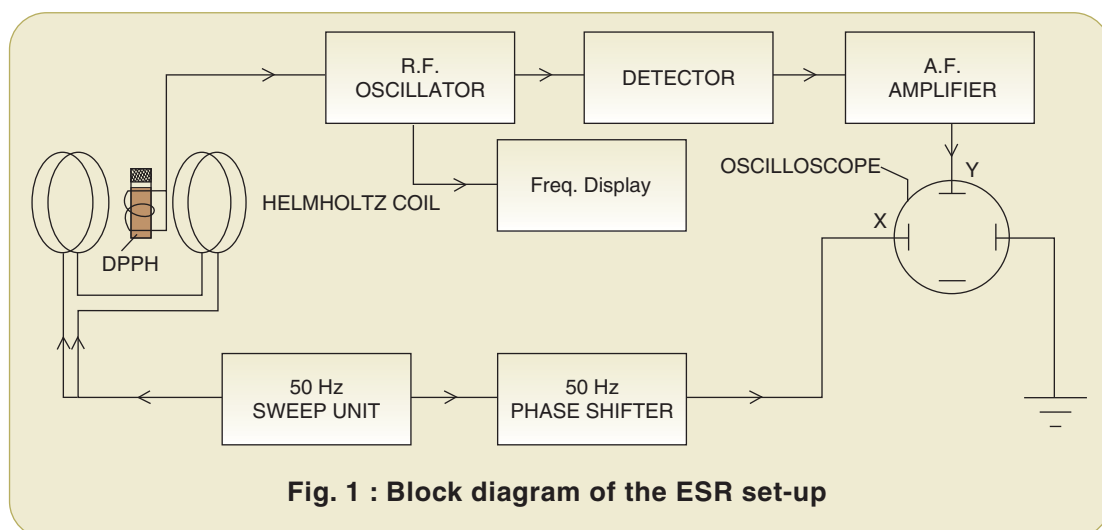 R.F.
OSCILLATOR
DETECTOR
A.F.
AMPLIFIER
Freq. Display
OSCILLOSCOPE
Y
X
HELMHOLTZ COIL
DPPH
50 Hz
SWEEP UNIT
50 Hz
PHASE SHIFTER
Fig. 1 : Block diagram of the ESR set-up